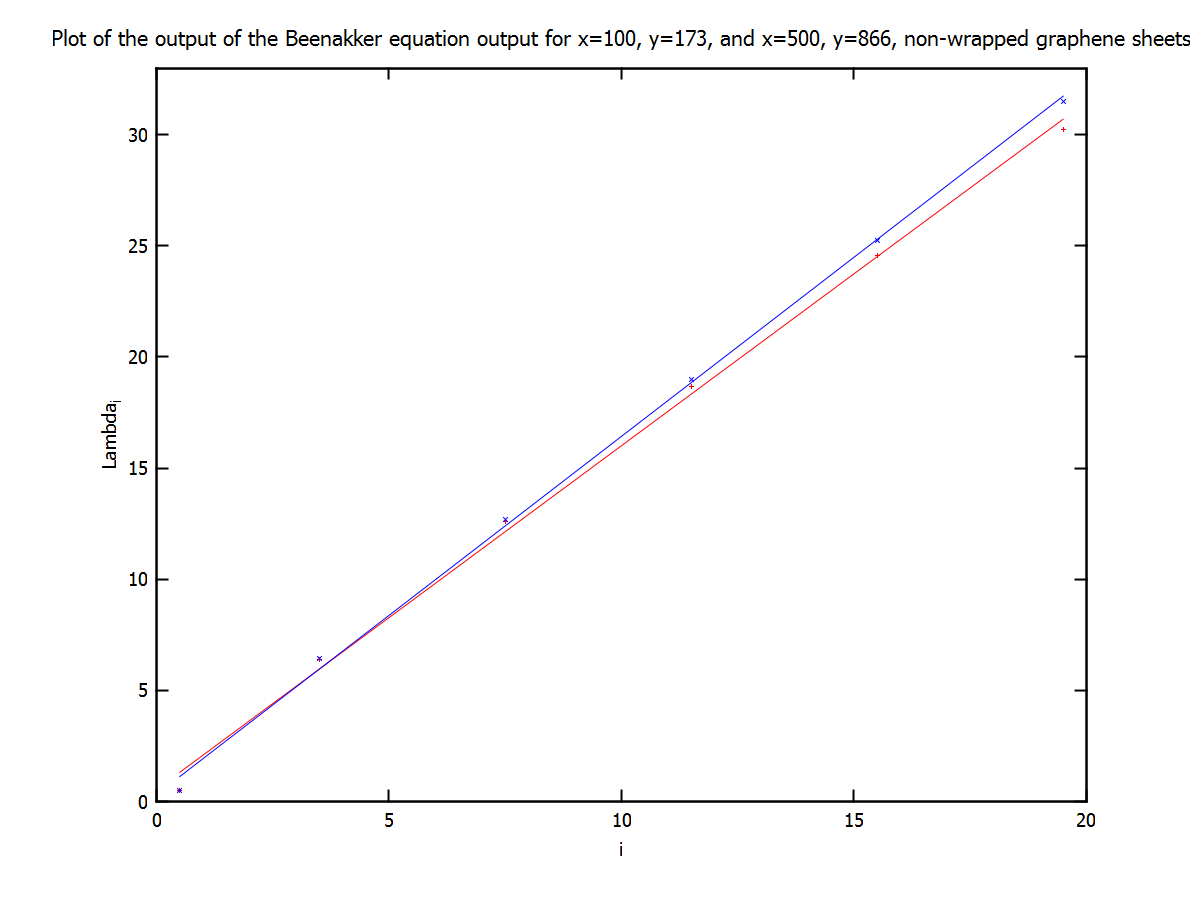 Plot of the output of the Beenakker equation output for x=100, y=173, and x=500, y=866, non-wrapped graphene sheets
30
25
20
15
10
5
0
Lambdai
0 5 10 15 20
i